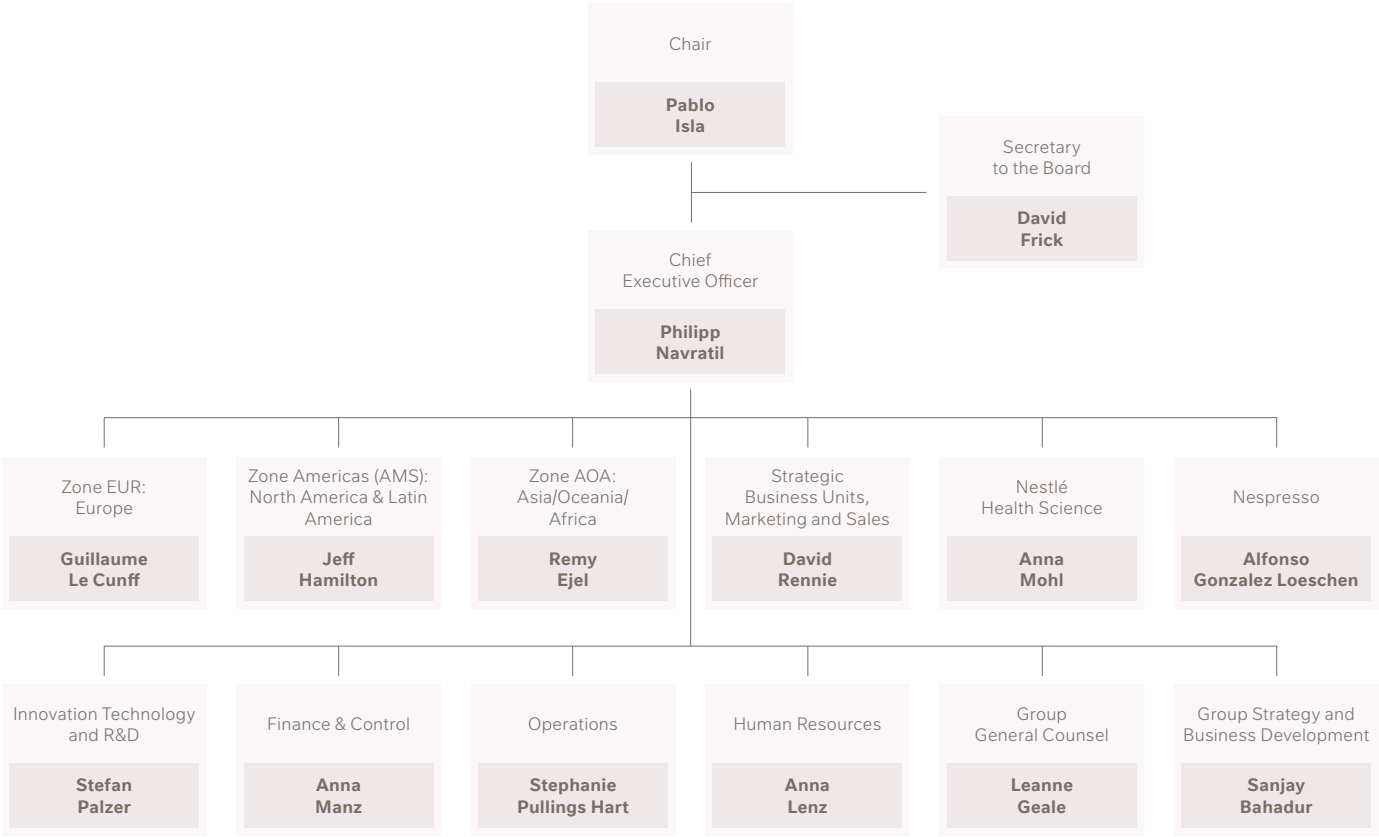 Chair
Pablo
Isla
Secretary
to the Board
David
Frick
Chief
Executive Officer
Philipp
Navratil
Zone EUR:
Europe
Guillaume
Le Cunff
Zone Americas (AMS):
North America & Latin
America
Jeff
Hamilton
Zone AOA:
Asia/Oceania/
Africa
Remy
Ejel
Strategic
Business Units,
Marketing and Sales
David
Rennie
Nestlé
Health Science
Anna
Mohl
Nespresso
Alfonso
Gonzalez Loeschen
Innovation Technology
and R&D
Stefan
Palzer
Finance & Control
Anna
Manz
Operations
Stephanie
Pullings Hart
Human Resources
Anna
Lenz
Group
General Counsel
Leanne
Geale
Group Strategy and
Business Development
Sanjay
Bahadur